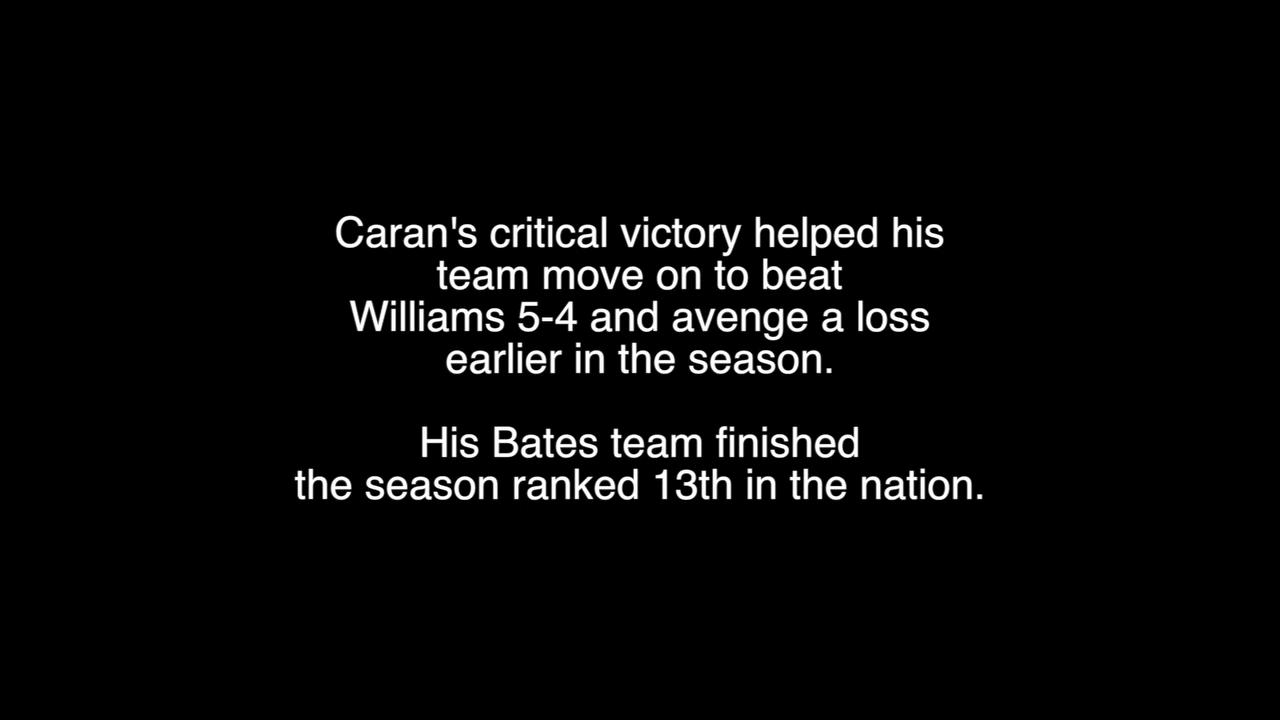 Caran's critical victory helped his
team move on to beat
Williams 5-4 and avenge a loss
earlier in the season.
His Bates team finished
the season ranked 13th in the nation.